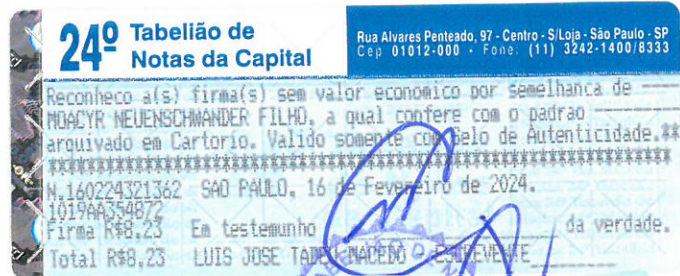 24º Tabelião de
Notas da Capital
Rua Alvares Penteado, 97 - Centro - S/Loja - São Paulo - SP
Cep 01012-000 - Fone: (11) 3242-1400/8333
Reconheco a(s) firma(s) sem valor economico por semelhanca de
MOACYR NEUENSCHWANDER FILHO, a qual confere com o padrao
arquivado em Cartorio. Valido somente com Selo de Autenticidade.**
N.160224321362 SAO PAULO, 16 de Fevereiro de 2024.
1019AA354872
Firma R$8,23 Em testemunho da verdade.
Total R$8,23 LUIS JOSE TADEU MACEDO - ESCREVENTE